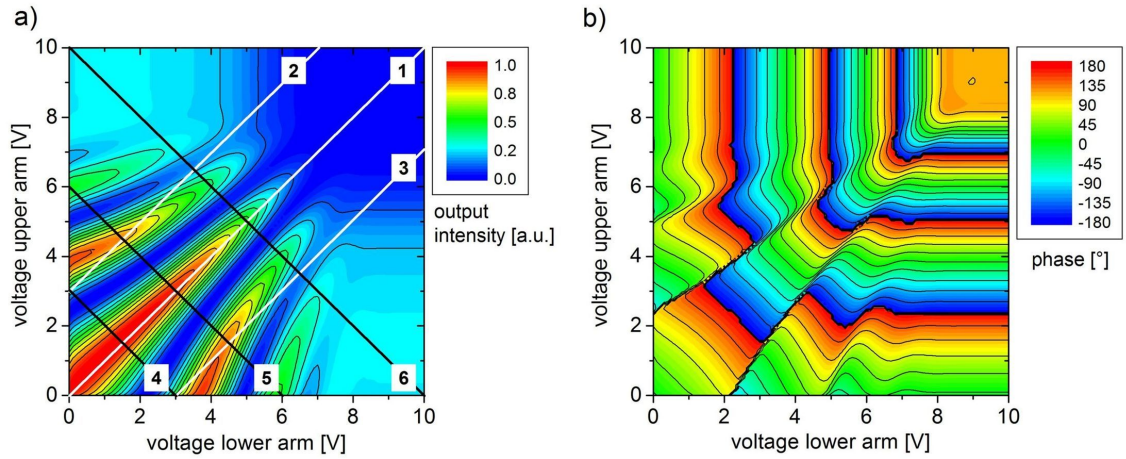 a)
10
8
6
4
2
0
voltage upper arm [V]
2
1
3
4
5
6
0 2 4 6 8 10
voltage lower arm [V]
1.0
0.8
0.5
0.2
0.0
output
intensity [a.u.]
b)
10
8
6
4
2
0
voltage upper arm [V]
0 2 4 6 8 10
voltage lower arm [V]
180
135
90
45
0
-45
-90
-135
-180
phase [°]